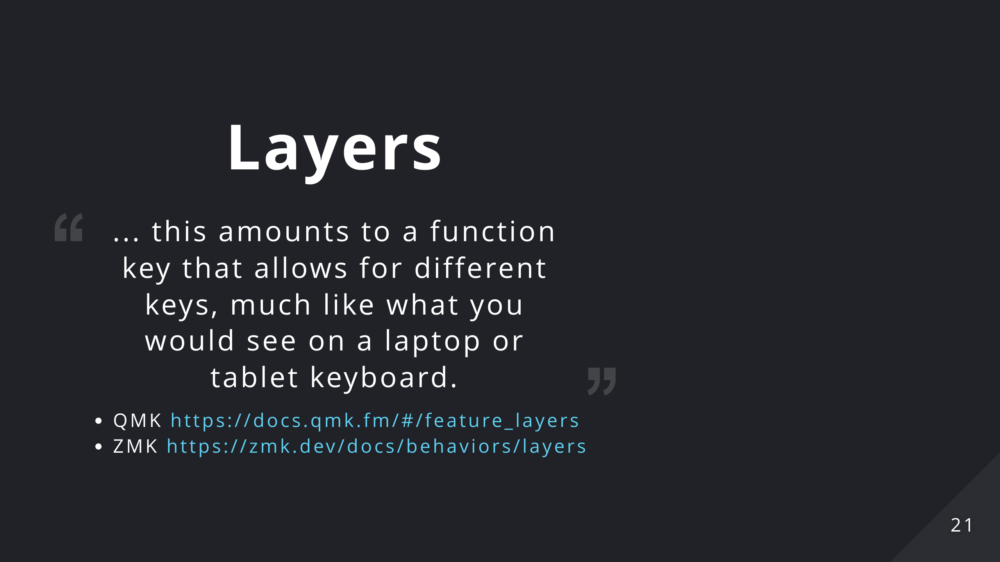 Layers
“ ... this amounts to a function
key that allows for different
keys, much like what you
would see on a laptop or
tablet keyboard. ”
• QMK https://docs.qmk.fm/#/feature_layers
• ZMK https://zmk.dev/docs/behaviors/layers
21